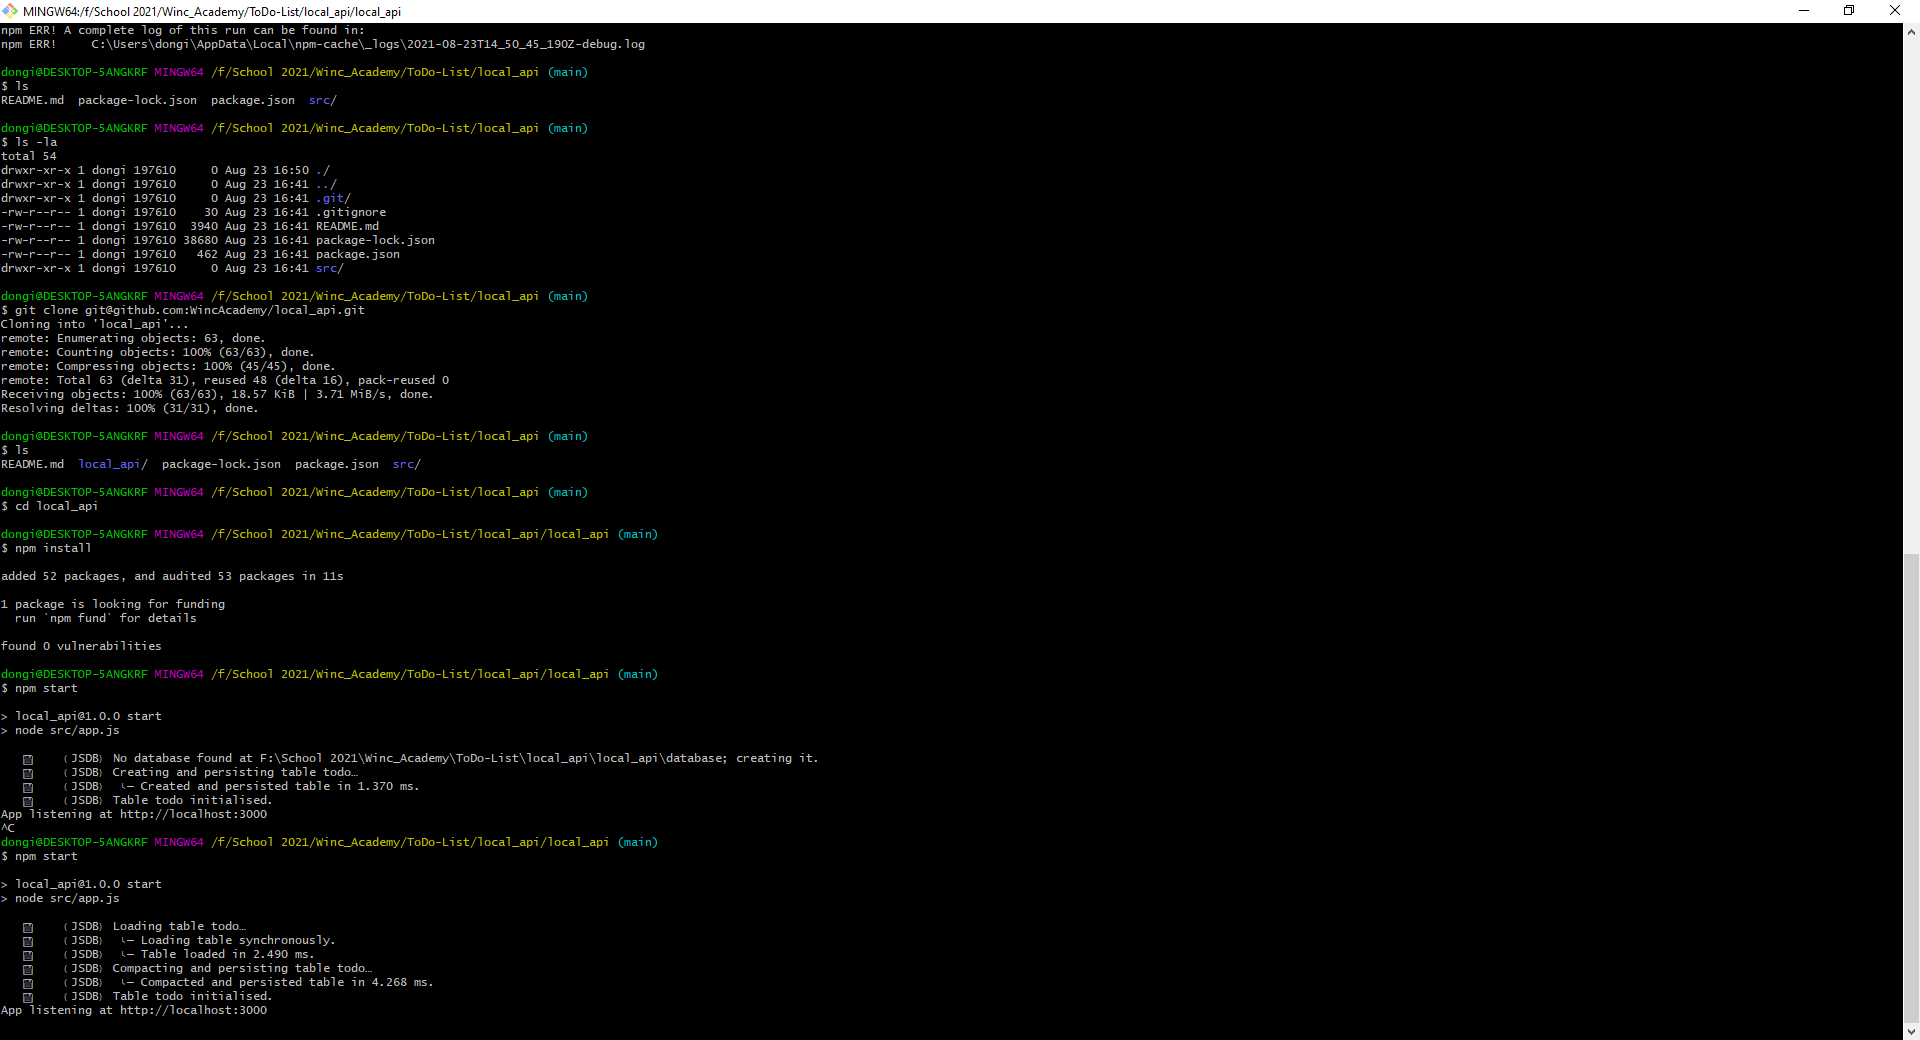 MINGW64:/f/School 2021/Winc_Academy/ToDo-List/local_api/local_api
npm ERR! A complete log of this run can be found in:
npm ERR!     C:\Users\dongi\AppData\Local\npm-cache\_logs\2021-08-23T14_50_45_190Z-debug.log
dongi@DESKTOP-5ANGKRF MINGW64 /f/School 2021/Winc_Academy/ToDo-List/local_api (main)
$ ls
README.md  package-lock.json  package.json  src/
dongi@DESKTOP-5ANGKRF MINGW64 /f/School 2021/Winc_Academy/ToDo-List/local_api (main)
$ ls -la
total 54
drwxr-xr-x 1 dongi 197610     0 Aug 23 16:50 ./
drwxr-xr-x 1 dongi 197610     0 Aug 23 16:41 ../
drwxr-xr-x 1 dongi 197610     0 Aug 23 16:41 .git/
-rw-r--r-- 1 dongi 197610    30 Aug 23 16:41 .gitignore
-rw-r--r-- 1 dongi 197610  3940 Aug 23 16:41 README.md
-rw-r--r-- 1 dongi 197610 38680 Aug 23 16:41 package-lock.json
-rw-r--r-- 1 dongi 197610   462 Aug 23 16:41 package.json
drwxr-xr-x 1 dongi 197610     0 Aug 23 16:41 src/
dongi@DESKTOP-5ANGKRF MINGW64 /f/School 2021/Winc_Academy/ToDo-List/local_api (main)
$ git clone git@github.com:WincAcademy/local_api.git
Cloning into 'local_api'...
remote: Enumerating objects: 63, done.
remote: Counting objects: 100% (63/63), done.
remote: Compressing objects: 100% (45/45), done.
remote: Total 63 (delta 31), reused 48 (delta 16), pack-reused 0
Receiving objects: 100% (63/63), 18.57 KiB | 3.71 MiB/s, done.
Resolving deltas: 100% (31/31), done.
dongi@DESKTOP-5ANGKRF MINGW64 /f/School 2021/Winc_Academy/ToDo-List/local_api (main)
$ ls
README.md  local_api/  package-lock.json  package.json  src/
dongi@DESKTOP-5ANGKRF MINGW64 /f/School 2021/Winc_Academy/ToDo-List/local_api (main)
$ cd local_api
dongi@DESKTOP-5ANGKRF MINGW64 /f/School 2021/Winc_Academy/ToDo-List/local_api/local_api (main)
$ npm install
added 52 packages, and audited 53 packages in 11s
1 package is looking for funding
  run `npm fund` for details
found 0 vulnerabilities
dongi@DESKTOP-5ANGKRF MINGW64 /f/School 2021/Winc_Academy/ToDo-List/local_api/local_api (main)
$ npm start
> local_api@1.0.0 start
> node src/app.js
❨JSDB❩ No database found at F:\School 2021\Winc_Academy\ToDo-List\local_api\local_api\database; creating it.
❨JSDB❩ Creating and persisting table todo…
❨JSDB❩  ╰─ Created and persisted table in 1.370 ms.
❨JSDB❩ Table todo initialised.
App listening at http://localhost:3000
^C
dongi@DESKTOP-5ANGKRF MINGW64 /f/School 2021/Winc_Academy/ToDo-List/local_api/local_api (main)
$ npm start
> local_api@1.0.0 start
> node src/app.js
❨JSDB❩ Loading table todo…
❨JSDB❩  ╰─ Loading table synchronously.
❨JSDB❩  ╰─ Table loaded in 2.490 ms.
❨JSDB❩ Compacting and persisting table todo…
❨JSDB❩  ╰─ Compacted and persisted table in 4.268 ms.
❨JSDB❩ Table todo initialised.
App listening at http://localhost:3000